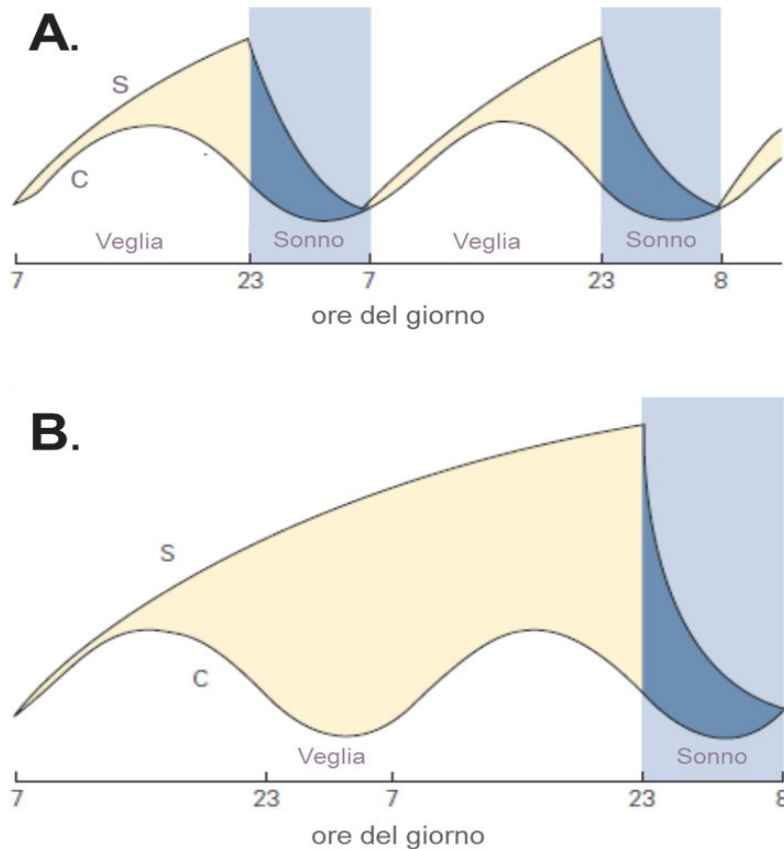 A.
S
C
Veglia Sonno Veglia Sonno
7 23 7 23 8
ore del giorno
B.
S
C
Veglia Sonno
7 23 7 23 8
ore del giorno